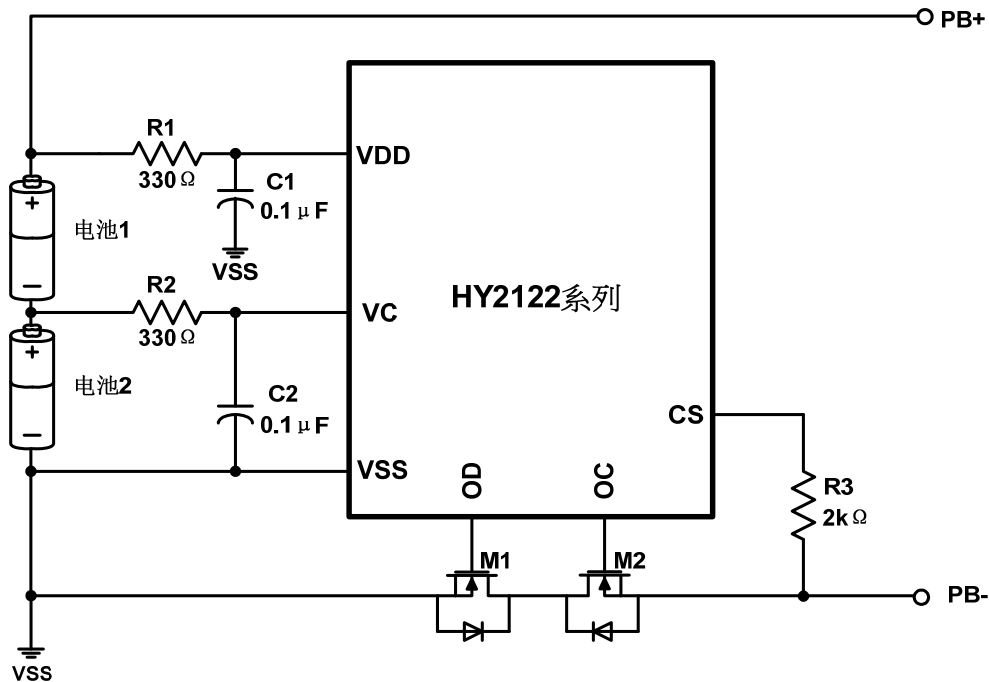 PB+
R1
330Ω
VDD
C1
0.1μF
VSS
电池1
R2
330Ω
VC
HY2122系列
电池2
C2
0.1μF
CS
VSS
OD
OC
R3
2kΩ
M1
M2
PB-
VSS